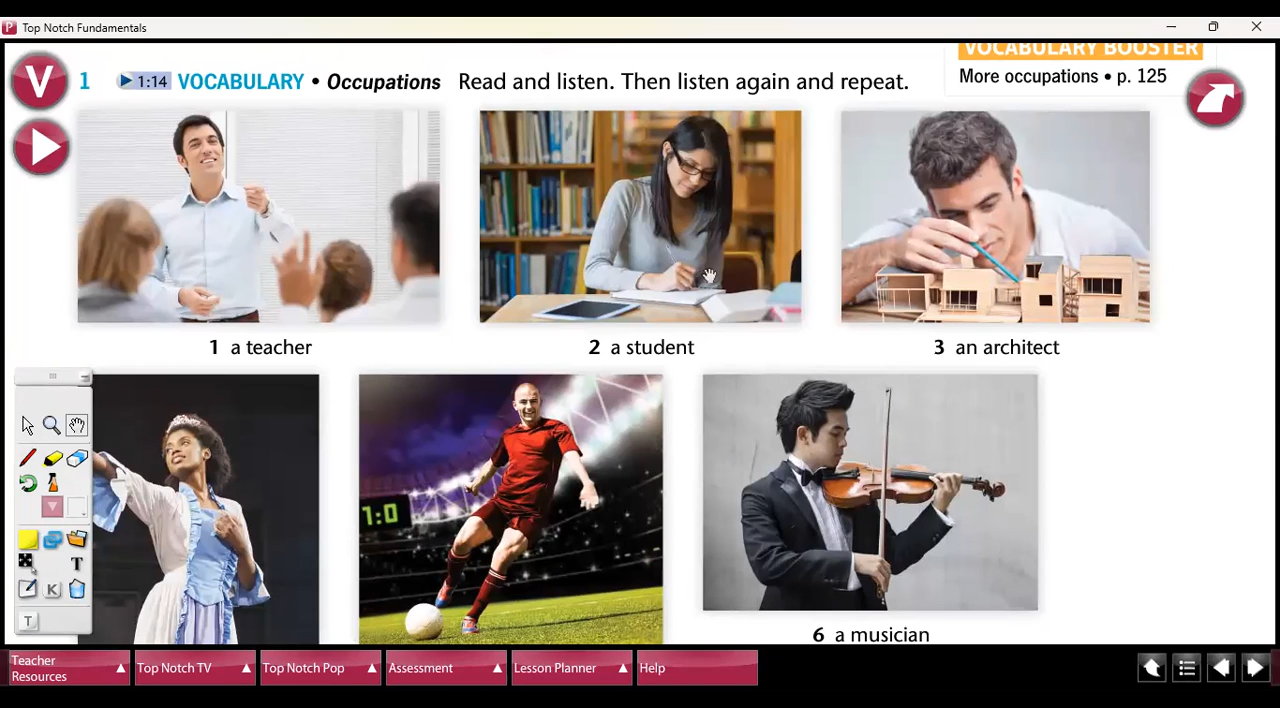 Top Notch Fundamentals
VOCABULARY BOOSTER
More occupations • p. 125
V
1 1:14 VOCABULARY • Occupations Read and listen. Then listen again and repeat.
1 a teacher
2 a student
3 an architect
1:0
6 a musician
T
K
T
Teacher Resources
Top Notch TV
Top Notch Pop
Assessment
Lesson Planner
Help